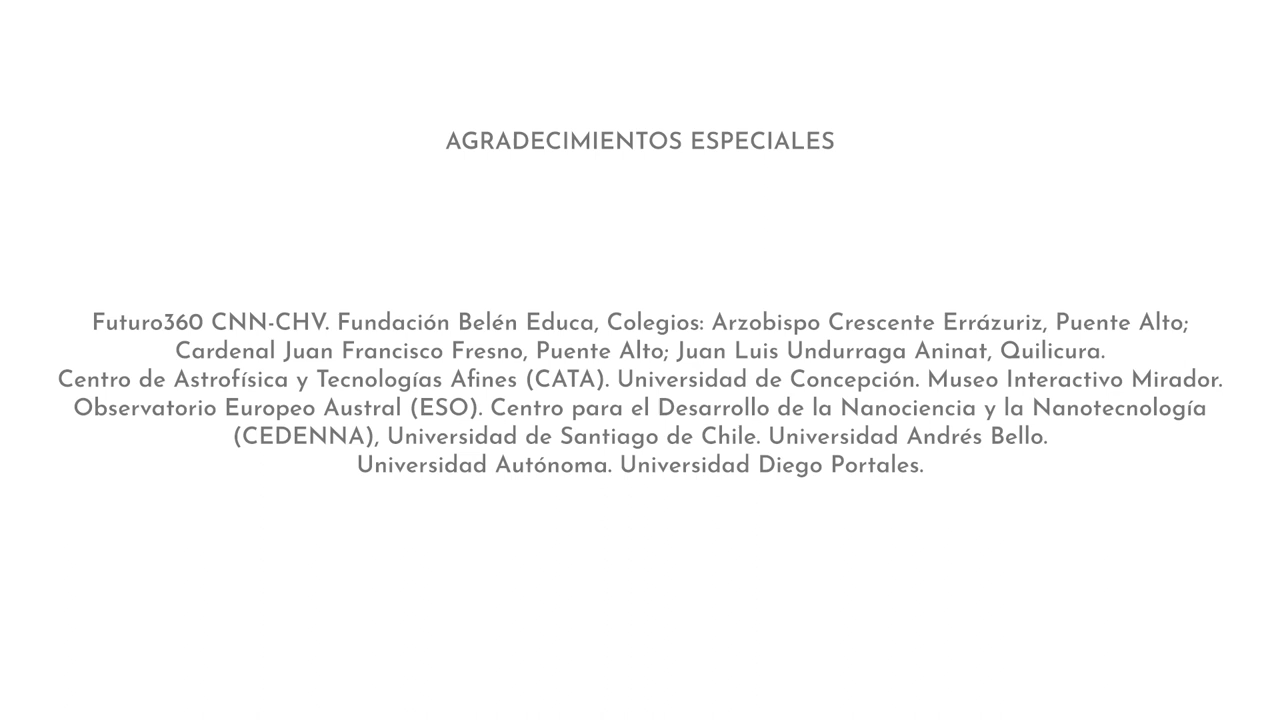 AGRADECIMIENTOS ESPECIALES
Futuro360 CNN-CHV. Fundación Belén Educa, Colegios: Arzobispo Crescente Errázuriz, Puente Alto;
Cardenal Juan Francisco Fresno, Puente Alto; Juan Luis Undurraga Aninat, Quilicura.
Centro de Astrofísica y Tecnologías Afines (CATA). Universidad de Concepción. Museo Interactivo Mirador.
Observatorio Europeo Austral (ESO). Centro para el Desarrollo de la Nanociencia y la Nanotecnología
(CEDENNA), Universidad de Santiago de Chile. Universidad Andrés Bello.
Universidad Autónoma. Universidad Diego Portales.